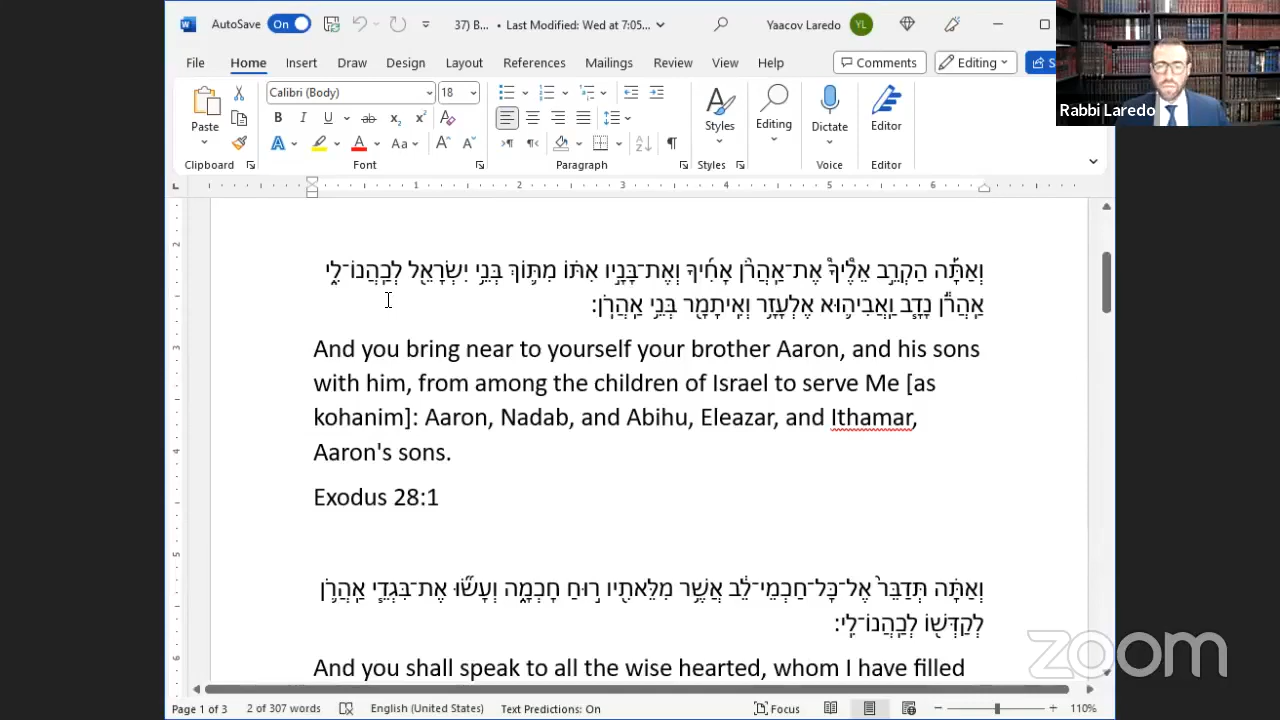 AutoSave On 37) B... • Last Modified: Wed at 7:05... Yaacov Laredo YL
File Home Insert Draw Design Layout References Mailings Review View Help Comments Editing S
Rabbi Laredo
Calibri (Body) 18
Paste Styles Editing Dictate Editor
Clipboard Font Paragraph Styles Voice Editor
1 2 3 4 5 6
וְאַתָּ֡ה הַקְרֵ֣ב אֵלֶ֩יךָ֩ אֶת־אַהֲרֹ֨ן אָחִ֜יךָ וְאֶת־בָּנָ֣יו אִתּ֔וֹ מִתּ֛וֹךְ בְּנֵ֥י יִשְׂרָאֵ֖ל לְכַהֲנוֹ־לִ֑י
אַהֲרֹ֕ן נָדָ֧ב וַאֲבִיה֛וּא אֶלְעָזָ֥ר וְאִיתָמָ֖ר בְּנֵ֥י אַהֲרֹֽן׃
And you bring near to yourself your brother Aaron, and his sons
with him, from among the children of Israel to serve Me [as
kohanim]: Aaron, Nadab, and Abihu, Eleazar, and Ithamar,
Aaron's sons.
Exodus 28:1
וְאַתָּ֗ה תְּדַבֵּר֙ אֶל־כׇּל־חַכְמֵי־לֵ֔ב אֲשֶׁ֥ר מִלֵּאתִ֖יו ר֣וּחַ חׇכְמָ֑ה וְעָשׂ֞וּ אֶת־בִּגְדֵ֧י אַהֲרֹ֛ן
לְקַדְּשׁ֖וֹ לְכַהֲנוֹ־לִֽי׃
And you shall speak to all the wise hearted, whom I have filled
zoom
Page 1 of 3 2 of 307 words English (United States) Text Predictions: On Focus 110%